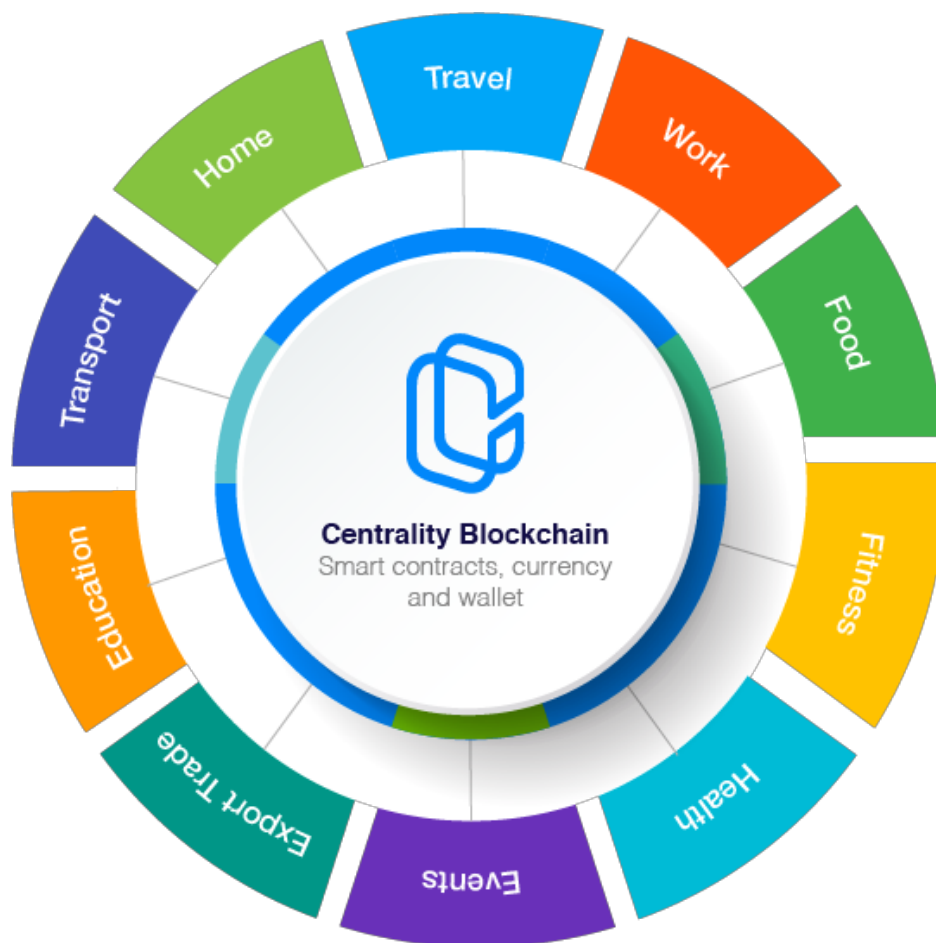 Travel
Work
Food
Fitness
Health
Events
Export Trade
Education
Transport
Home
Centrality Blockchain
Smart contracts, currency
and wallet